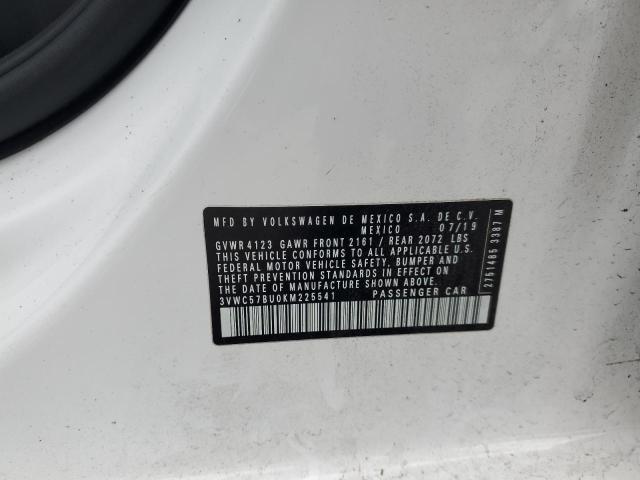 MFD BY VOLKSWAGEN DE MEXICO S.A. DE C.V.
MEXICO 07/19
GVWR 4123 GAWR FRONT 2161 / REAR 2072 LBS
THIS VEHICLE CONFORMS TO ALL APPLICABLE U.S.
FEDERAL MOTOR VEHICLE SAFETY, BUMPER AND
THEFT PREVENTION STANDARDS IN EFFECT ON THE
DATE OF MANUFACTURE SHOWN ABOVE.
3VWC57BU0KM225541 PASSENGER CAR
2751485 3387 M